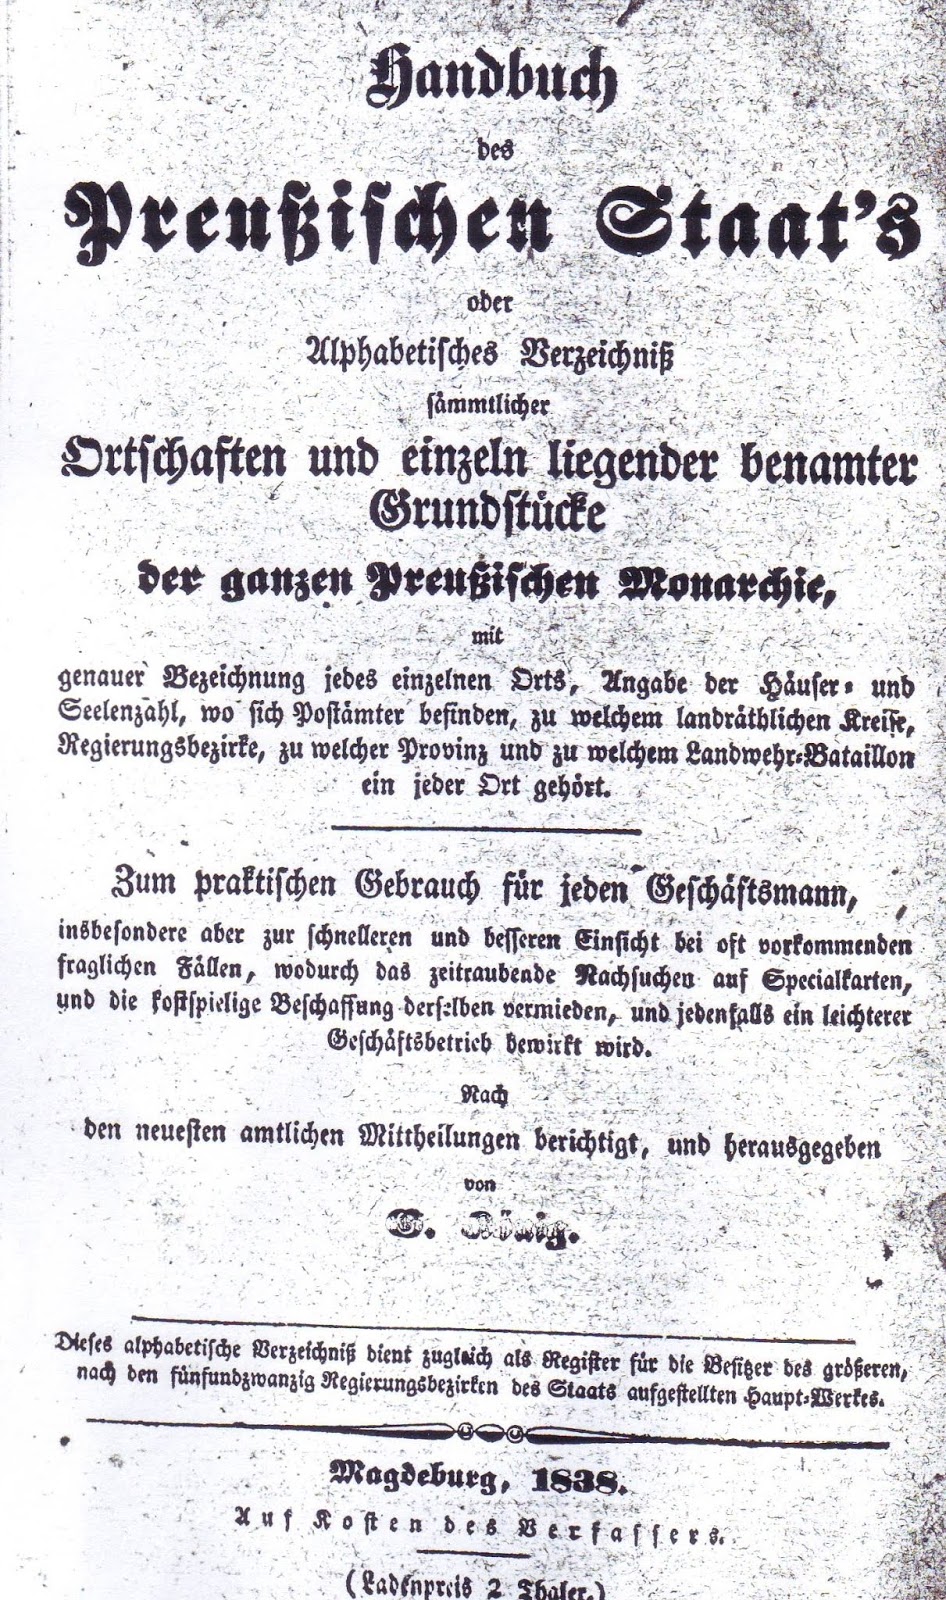 Handbuch
des
Preußischen Staat's
oder
Alphabetisches Verzeichniß
sämmtlicher
Ortschaften und einzeln liegender benamter
Grundstücke
der ganzen Preußischen Monarchie,
mit
genauer Bezeichnung jedes einzelnen Orts, Angabe der Häuser- und
Seelenzahl, wo sich Postämter befinden, zu welchem landräthlichen Kreise,
Regierungsbezirke, zu welcher Provinz und zu welchem Landwehr-Bataillon
ein jeder Ort gehört.
Zum praktischen Gebrauch für jeden Geschäftsmann,
insbesondere aber zur schnelleren und besseren Einsicht bei oft vorkommenden
fraglichen Fällen, wodurch das zeitraubende Nachsuchen auf Specialkarten,
und die kostspielige Beschaffung derselben vermieden, und jedenfalls ein leichterer
Geschäftsbetrieb bewirkt wird.
Nach
den neuesten amtlichen Mittheilungen berichtigt, und herausgegeben
von
G. König.
Dieses alphabetische Verzeichniß dient zugleich als Register für die Besitzer des größeren,
nach den fünfundzwanzig Regierungsbezirken des Staats aufgestellten Haupt-Werkes.
Magdeburg, 1838.
Auf Kosten des Verfassers.
(Ladenpreis 2 Thaler.)